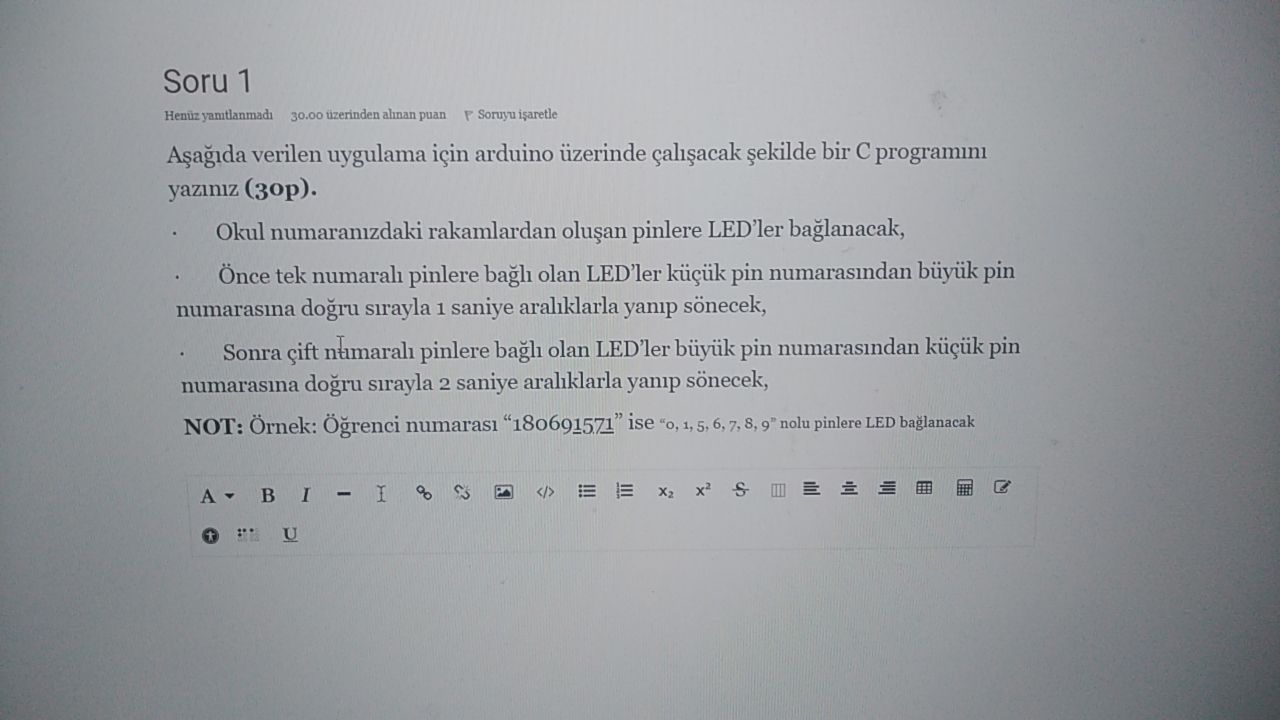 Soru 1
Henüz yanıtlanmadı 30.00 üzerinden alınan puan Soruyu işaretle
Aşağıda verilen uygulama için arduino üzerinde çalışacak şekilde bir C programını
yazınız (30p).
· Okul numaranızdaki rakamlardan oluşan pinlere LED'ler bağlanacak,
· Önce tek numaralı pinlere bağlı olan LED'ler küçük pin numarasından büyük pin
numarasına doğru sırayla 1 saniye aralıklarla yanıp sönecek,
· Sonra çift numaralı pinlere bağlı olan LED'ler büyük pin numarasından küçük pin
numarasına doğru sırayla 2 saniye aralıklarla yanıp sönecek,
NOT: Örnek: Öğrenci numarası “180691571” ise “0, 1, 5, 6, 7, 8, 9” nolu pinlere LED bağlanacak
A B I x₂ x² S
U